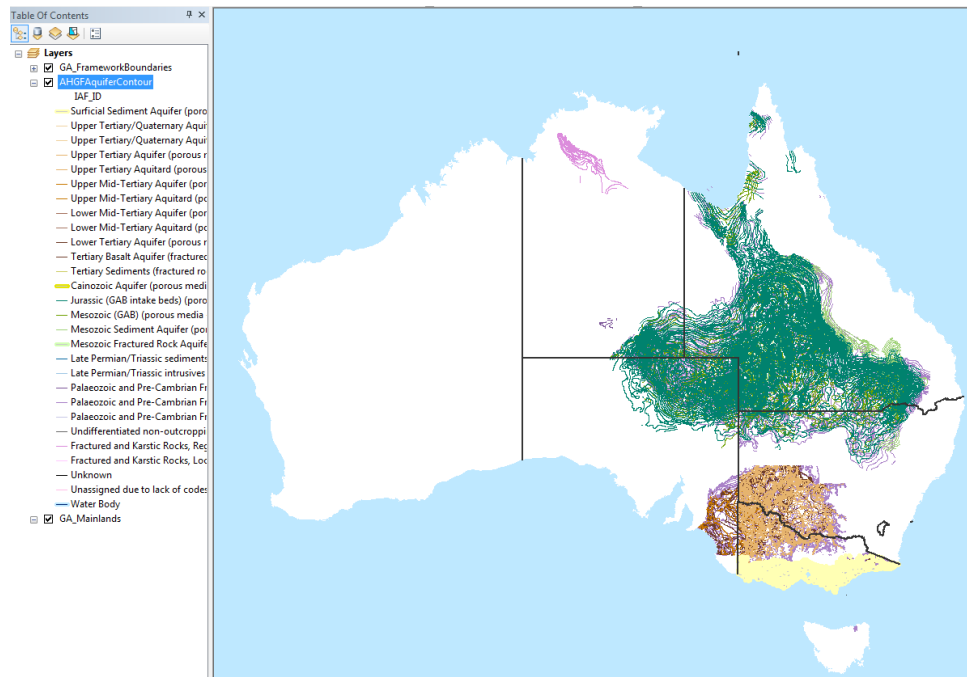 Table Of Contents
Layers
GA_FrameworkBoundaries
AHGFAquiferContour
IAF_ID
Surficial Sediment Aquifer (poro
Upper Tertiary/Quaternary Aquif
Upper Tertiary/Quaternary Aquit
Upper Tertiary Aquifer (porous m
Upper Tertiary Aquitard (porous
Upper Mid-Tertiary Aquifer (por
Upper Mid-Tertiary Aquitard (po
Lower Mid-Tertiary Aquifer (por
Lower Mid-Tertiary Aquitard (po
Lower Tertiary Aquifer (porous m
Tertiary Basalt Aquifer (fractured
Tertiary Sediments (fractured ro
Cainozoic Aquifer (porous medi
Jurassic (GAB intake beds) (poro
Mesozoic (GAB) (porous media
Mesozoic Sediment Aquifer (por
Mesozoic Fractured Rock Aquife
Late Permian/Triassic sediments
Late Permian/Triassic intrusives
Palaeozoic and Pre-Cambrian Fr
Palaeozoic and Pre-Cambrian Fr
Palaeozoic and Pre-Cambrian Fr
Undifferentiated non-outcroppi
Fractured and Karstic Rocks, Reg
Fractured and Karstic Rocks, Loc
Unknown
Unassigned due to lack of codes
Water Body
GA_Mainlands